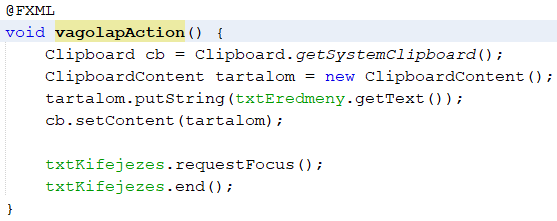 @FXML
void vagolapAction() {
    Clipboard cb = Clipboard.getSystemClipboard();
    ClipboardContent tartalom = new ClipboardContent();
    tartalom.putString(txtEredmeny.getText());
    cb.setContent(tartalom);

    txtKifejezes.requestFocus();
    txtKifejezes.end();
}